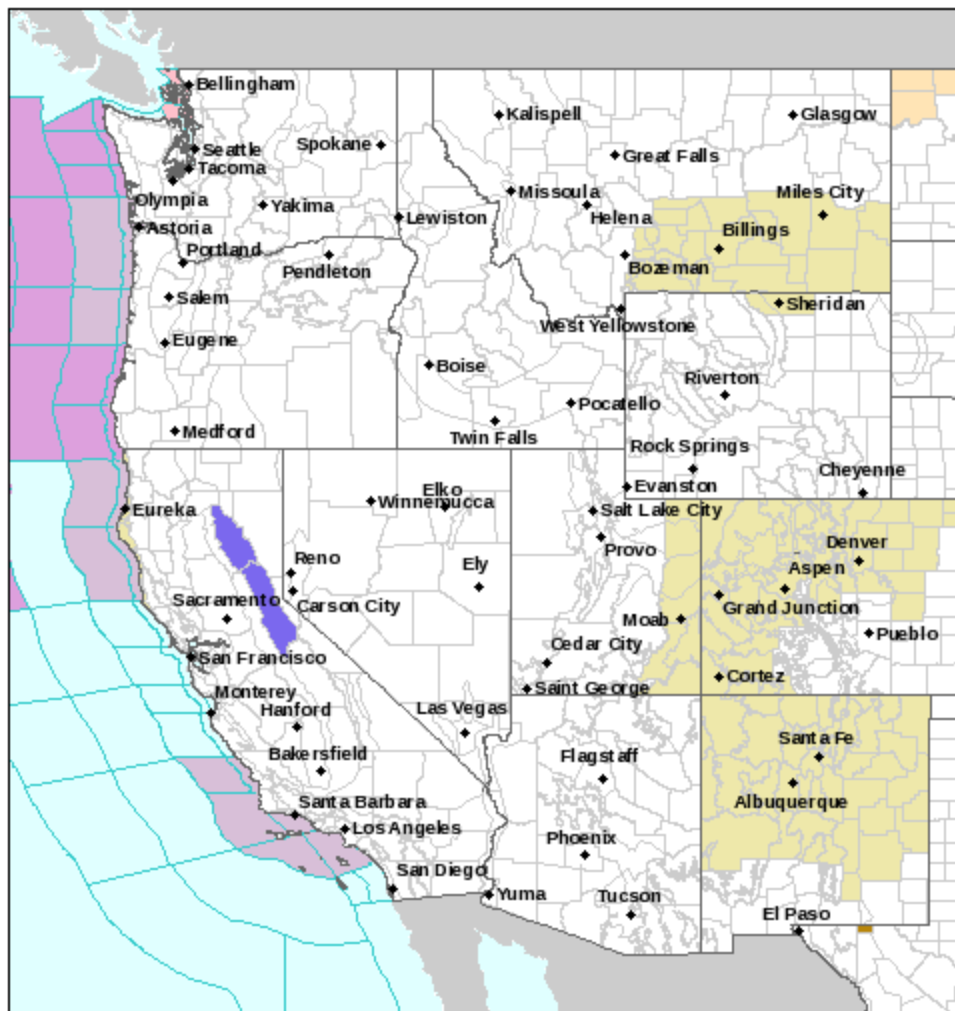 Bellingham
Kalispell
Glasgow
Seattle
Spokane
Great Falls
Tacoma
Missoula
Miles City
Olympia
Yakima
Helena
Lewiston
Astoria
Billings
Portland
Pendleton
Bozeman
Salem
Sheridan
West Yellowstone
Eugene
Boise
Riverton
Pocatello
Medford
Twin Falls
Rock Springs
Cheyenne
Evanston
Elko
Winnemucca
Eureka
Salt Lake City
Denver
Provo
Reno
Ely
Aspen
Sacramento
Carson City
Grand Junction
Moab
Pueblo
Cedar City
San Francisco
Cortez
Saint George
Monterey
Hanford
Las Vegas
Santa Fe
Bakersfield
Flagstaff
Albuquerque
Santa Barbara
Los Angeles
Phoenix
San Diego
Yuma
Tucson
El Paso